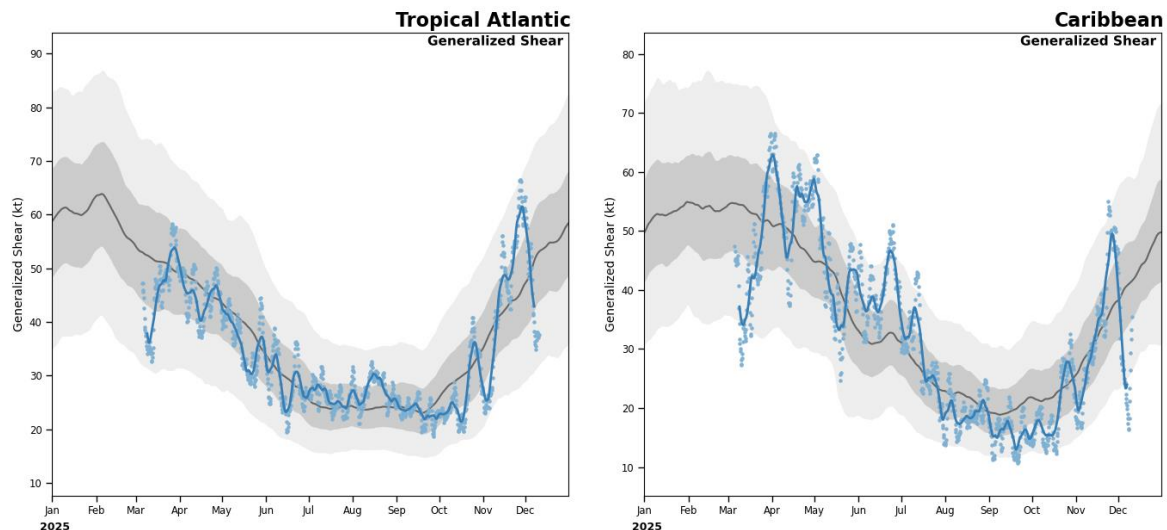 Tropical Atlantic
Generalized Shear
Generalized Shear (kt)
90
80
70
60
50
40
30
20
10
Jan Feb Mar Apr May Jun Jul Aug Sep Oct Nov Dec
2025
Caribbean
Generalized Shear
Generalized Shear (kt)
80
70
60
50
40
30
20
10
Jan Feb Mar Apr May Jun Jul Aug Sep Oct Nov Dec
2025